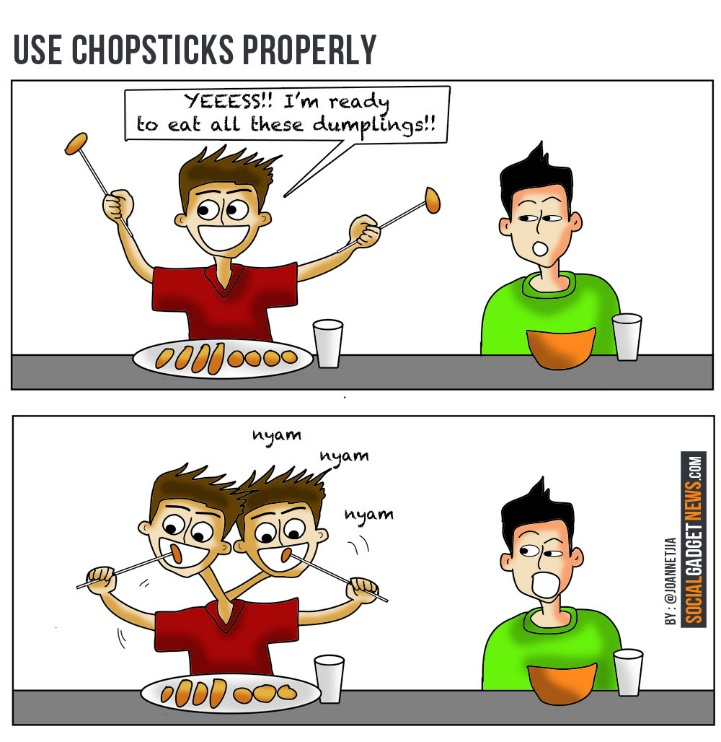 USE CHOPSTICKS PROPERLY
YEEESS!! I'm ready
to eat all these dumplings!!
nyam
nyam
nyam
BY : @JOANNETJIA
SOCIALGADGETNEWS.COM